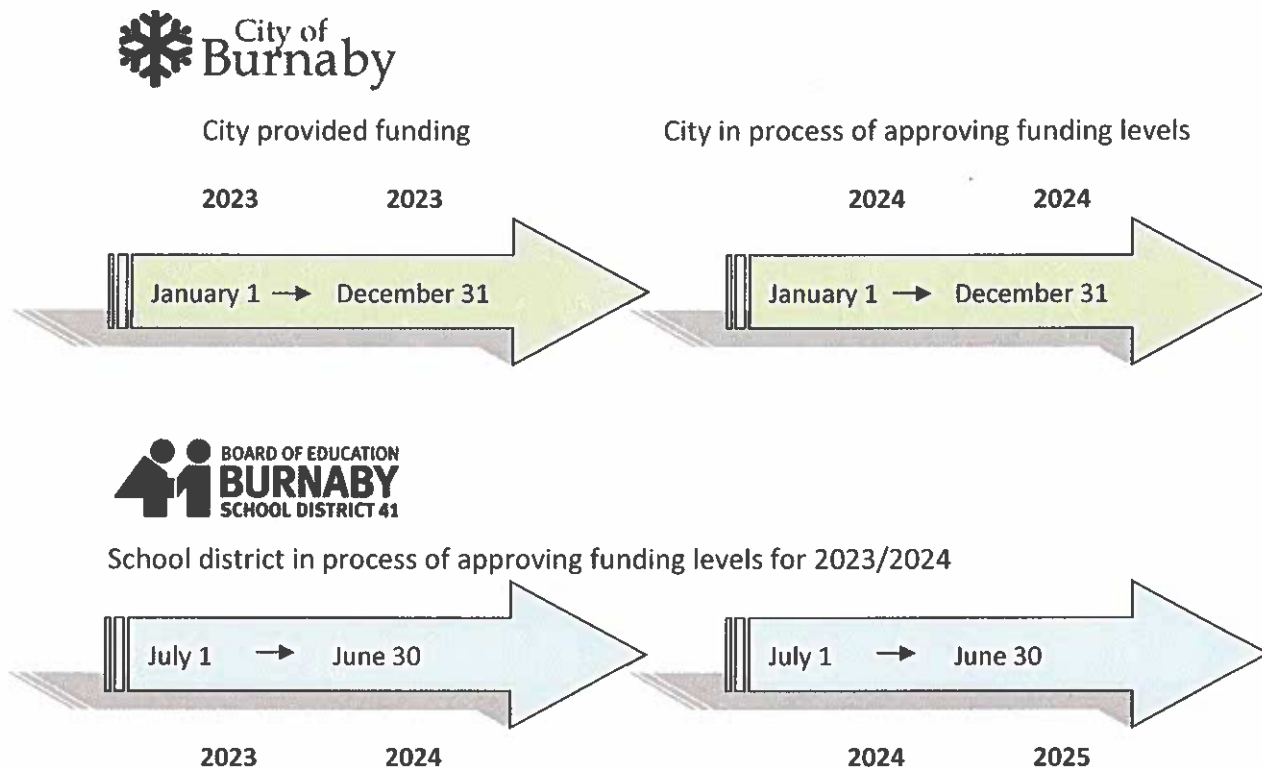 City of
Burnaby
City provided funding
City in process of approving funding levels
2023 2023
2024 2024
January 1 → December 31
January 1 → December 31
41 BOARD OF EDUCATION
BURNABY
SCHOOL DISTRICT 41
School district in process of approving funding levels for 2023/2024
July 1 → June 30
July 1 → June 30
2023 2024
2024 2025